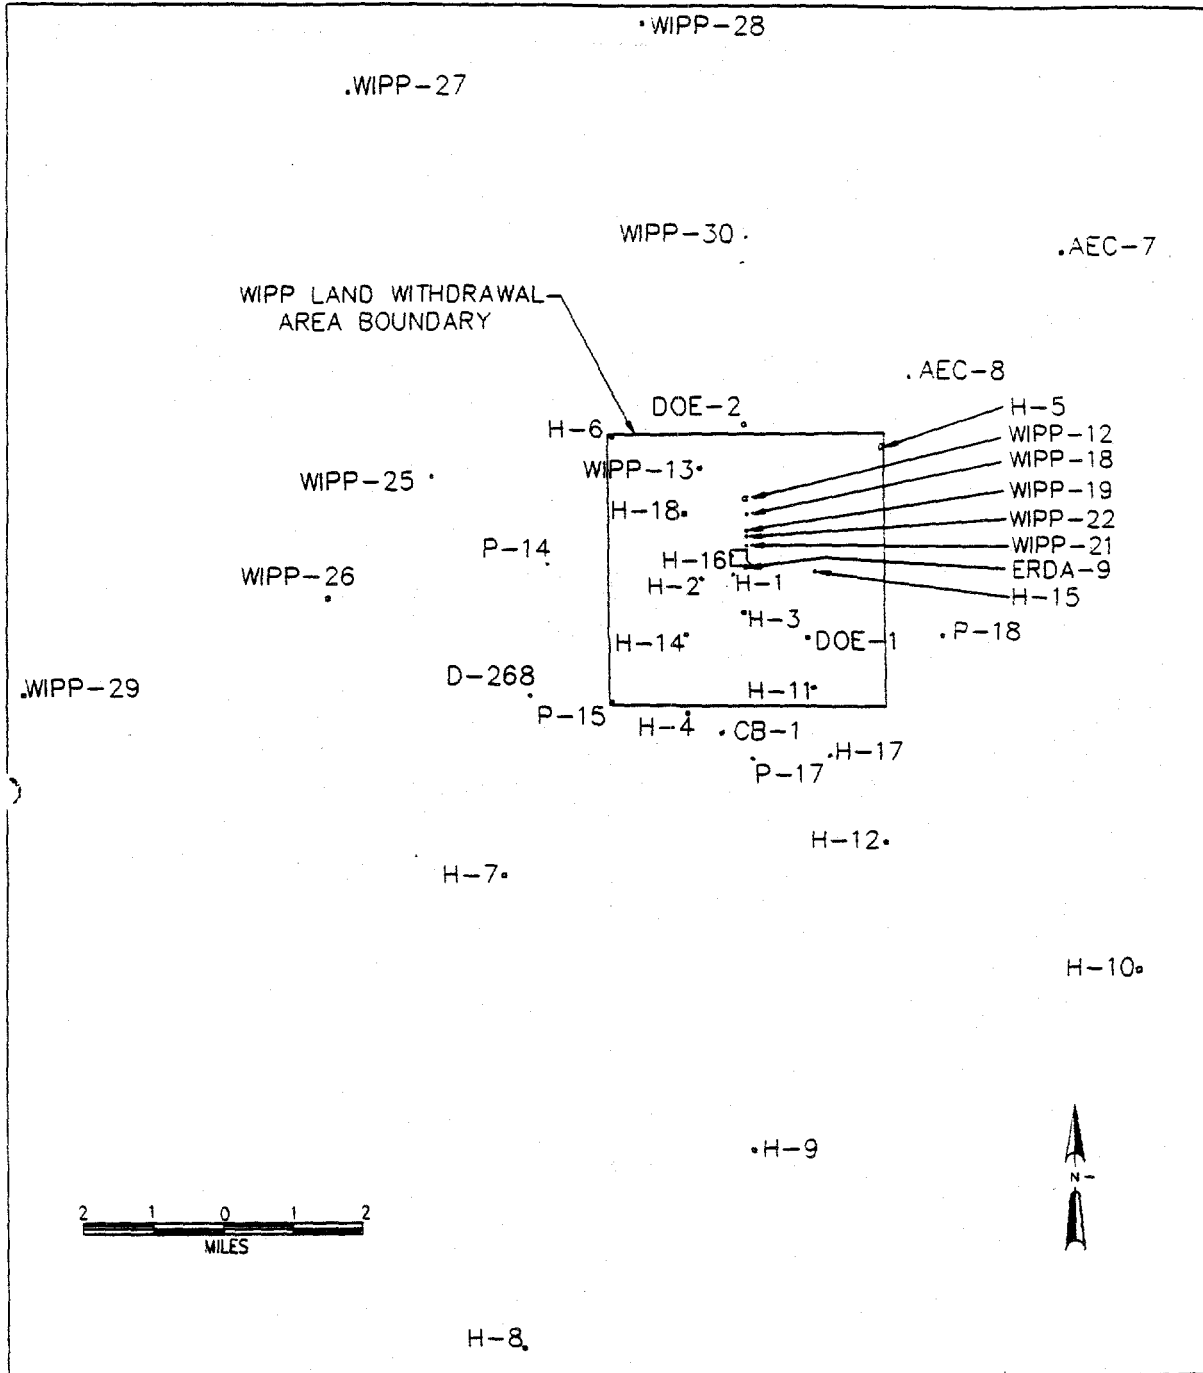 WIPP-28
WIPP-27
WIPP-30
AEC-7
WIPP LAND WITHDRAWAL
AREA BOUNDARY
AEC-8
DOE-2
H-5
H-6
WIPP-12
WIPP-13
WIPP-18
WIPP-25
WIPP-19
H-18
WIPP-22
P-14
WIPP-21
H-16
ERDA-9
WIPP-26
H-2
H-1
H-15
H-3
H-14
DOE-1
P-18
D-268
WIPP-29
H-11
P-15
H-4
CB-1
H-17
P-17
H-12
H-7
H-10
H-9
N
2 1 0 1 2
MILES
H-8